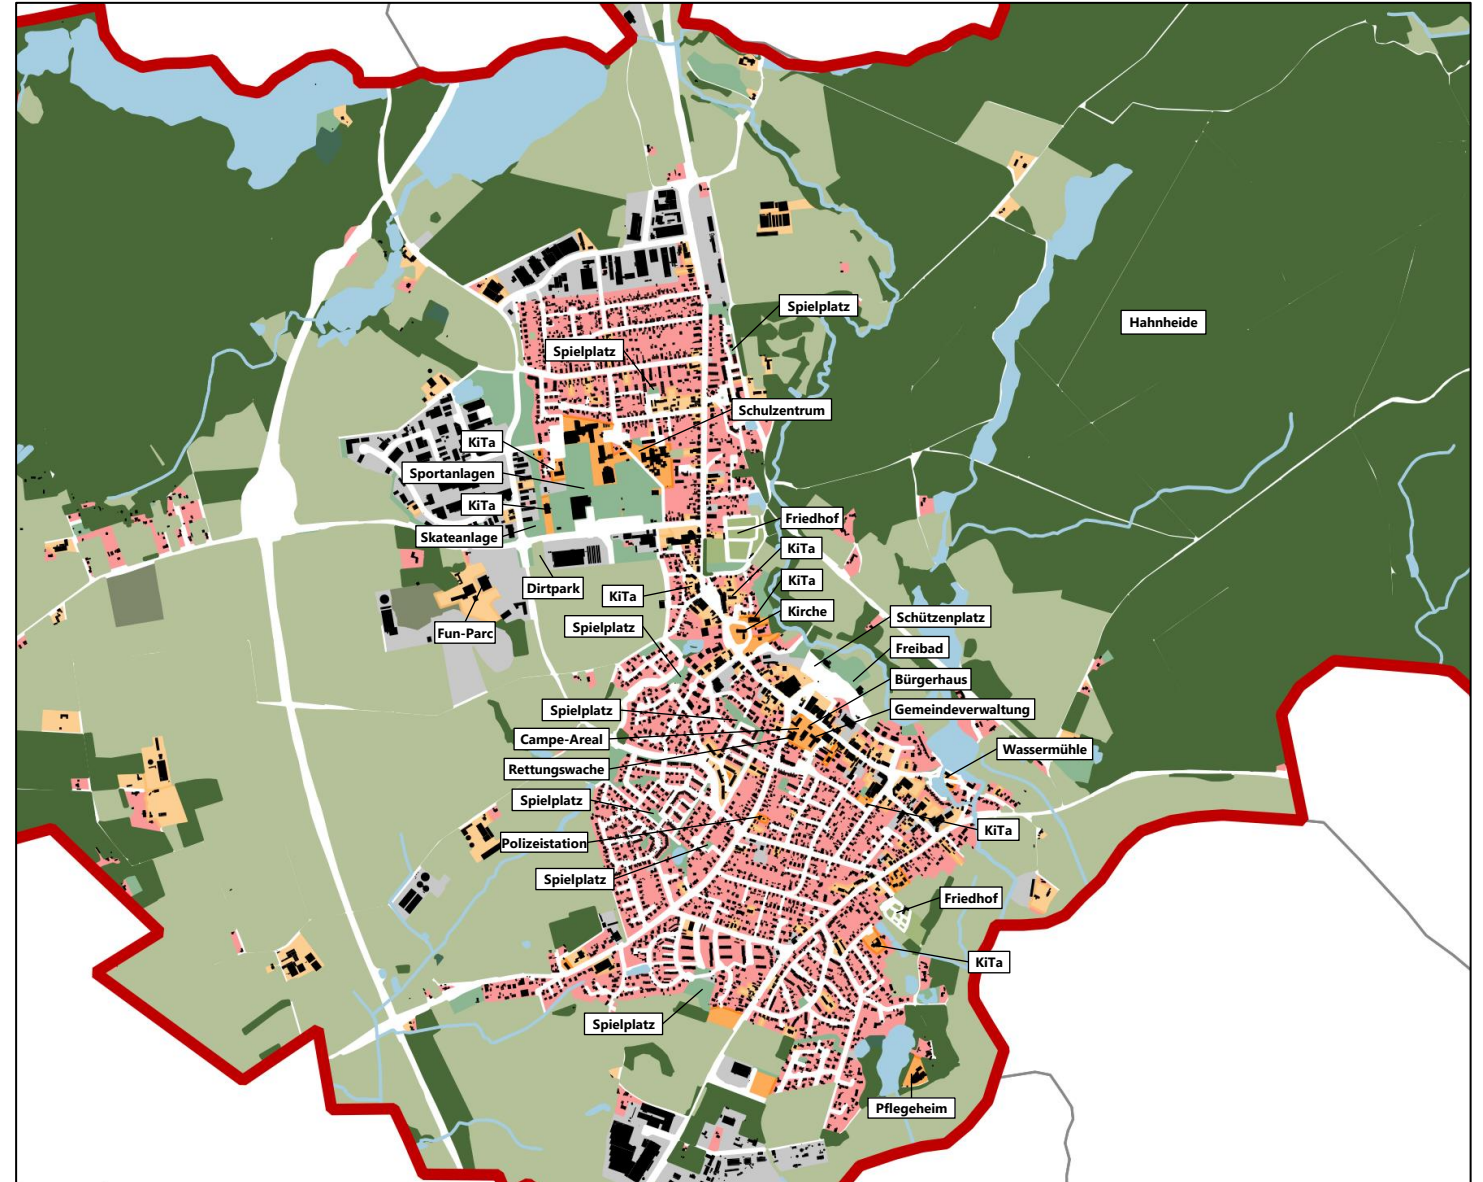 Spielplatz
Hahnheide
Spielplatz
Schulzentrum
KiTa
Sportanlagen
KiTa
Friedhof
Skateanlage
KiTa
KiTa
Dirtpark
KiTa
Kirche
Schützenplatz
Spielplatz
Fun-Parc
Freibad
Bürgerhaus
Spielplatz
Gemeindeverwaltung
Campe-Areal
Wassermühle
Rettungswache
Spielplatz
KiTa
Polizeistation
Spielplatz
Friedhof
KiTa
Spielplatz
Pflegeheim